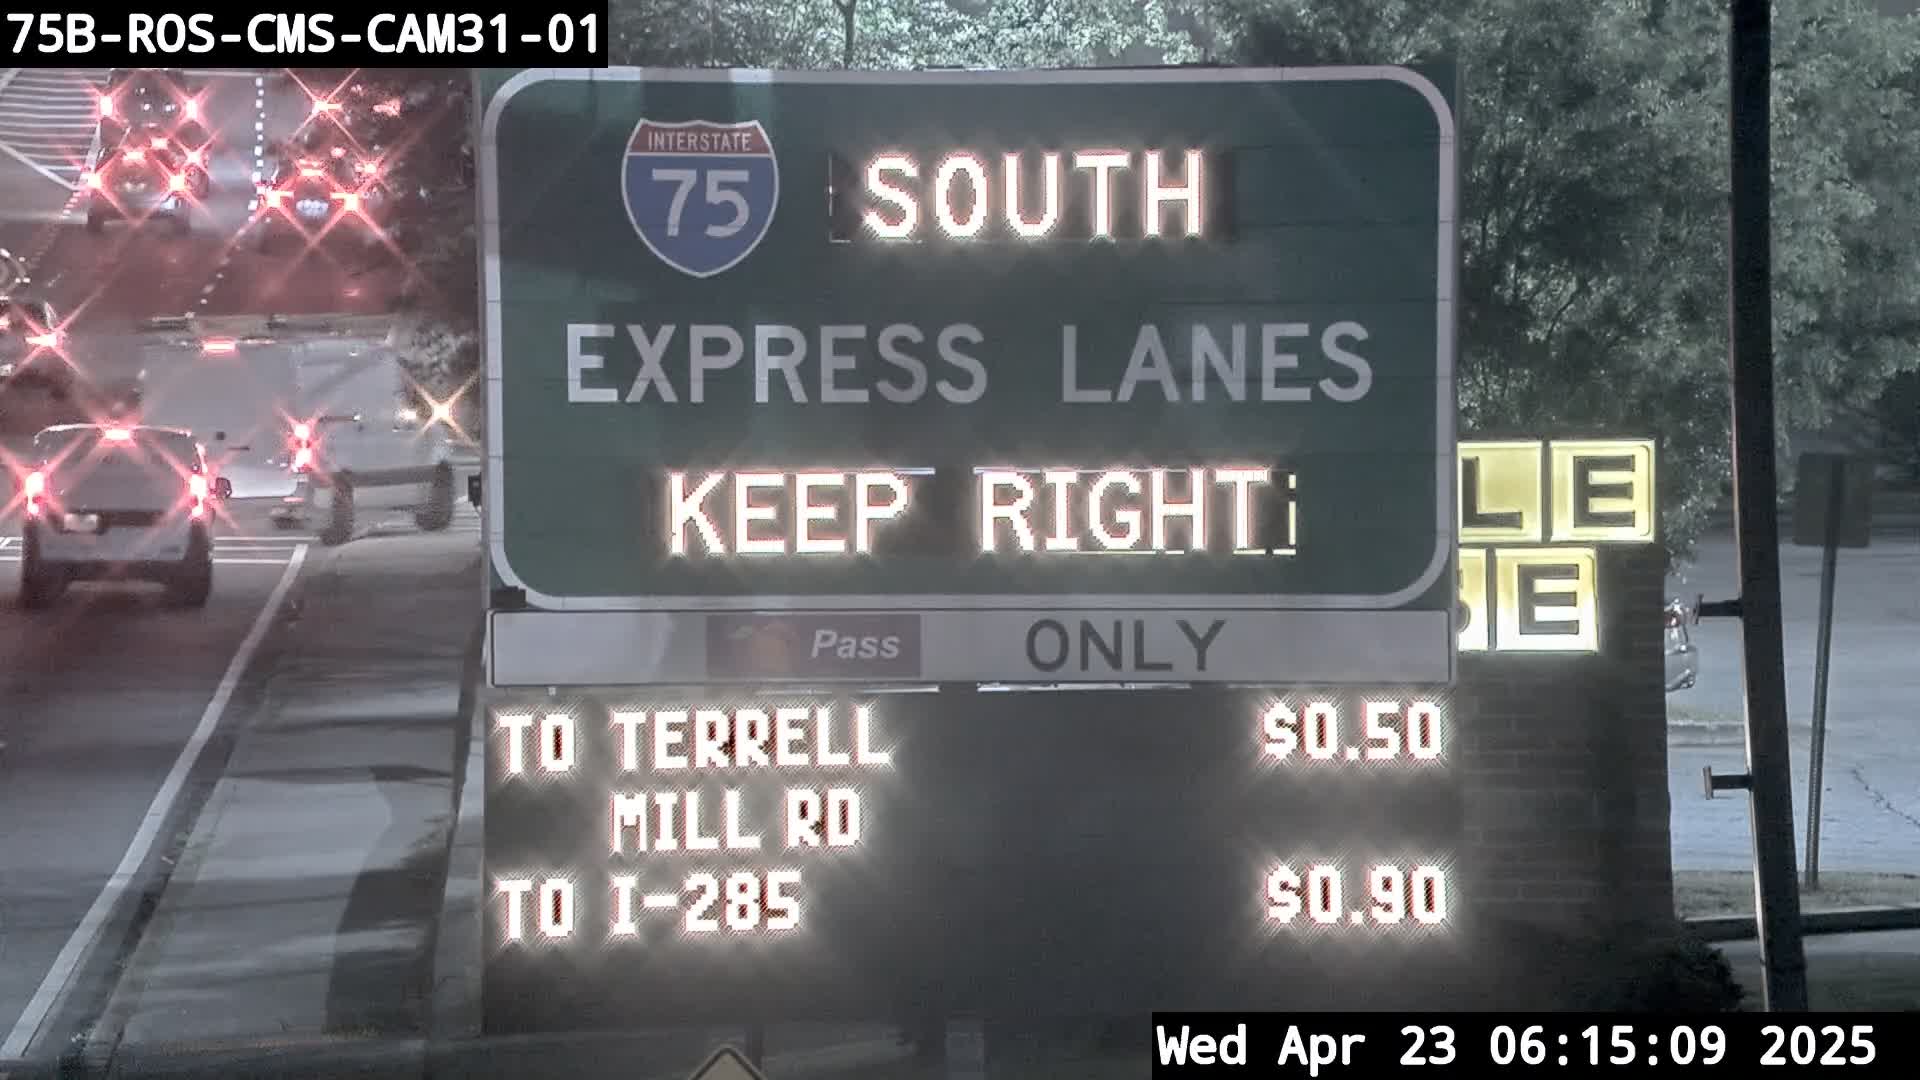 75B-ROS-CMS-CAM31-01
INTERSTATE
75
SOUTH
EXPRESS LANES
KEEP RIGHT
Pass ONLY
TO TERRELL $0.50
MILL RD
TO I-285 $0.90
LE
E
Wed Apr 23 06:15:09 2025